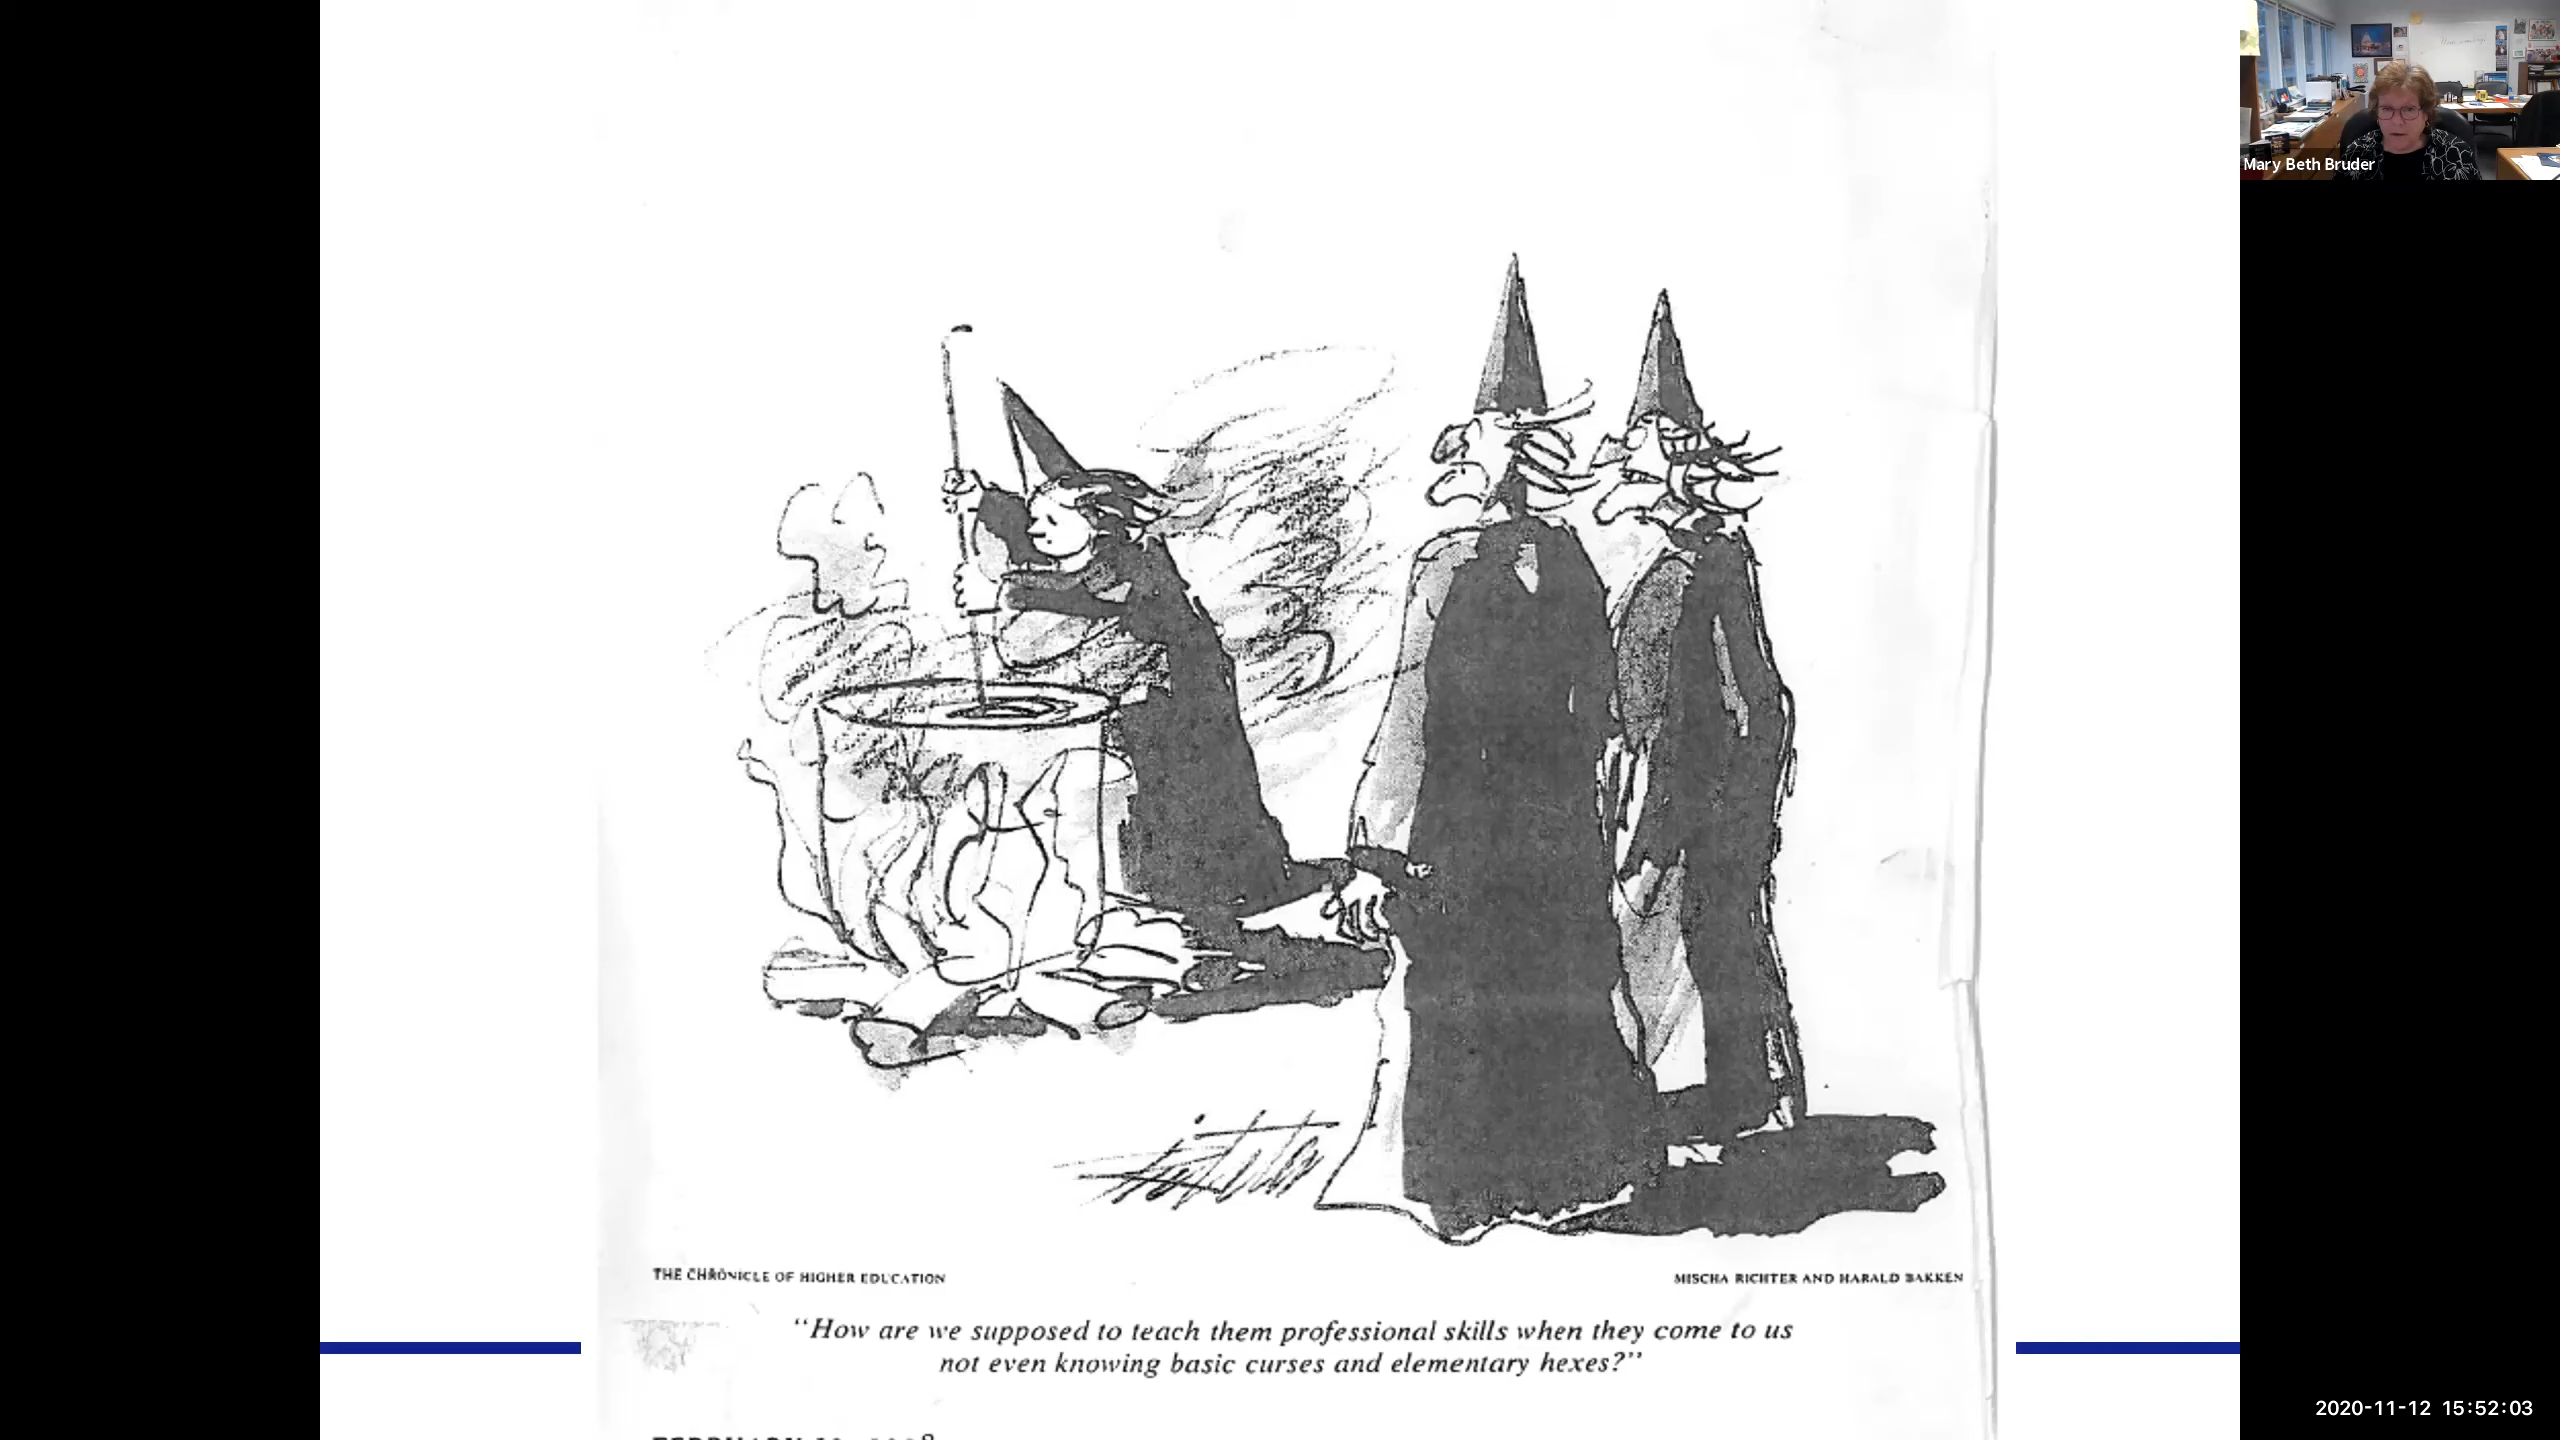 Mary Beth Bruder
THE CHRONICLE OF HIGHER EDUCATION
MISCHA RICHTER AND HARALD BAKKEN
“How are we supposed to teach them professional skills when they come to us
not even knowing basic curses and elementary hexes?”
2020-11-12 15:52:03